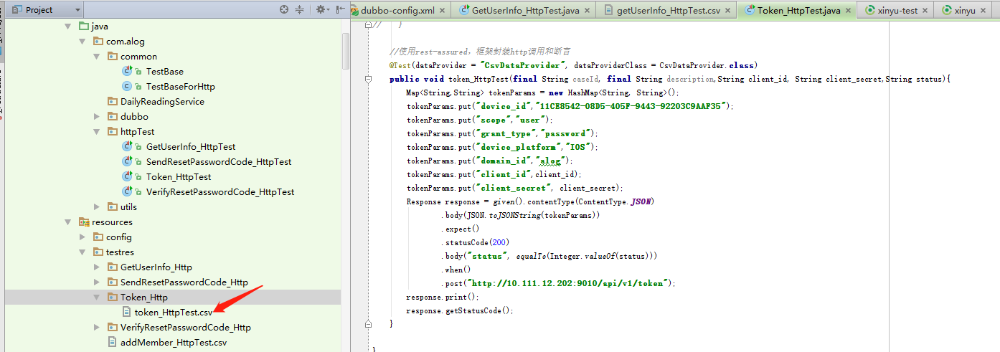 Project
java
com.alog
common
TestBase
TestBaseForHttp
DailyReadingService
dubbo
httpTest
GetUserInfo_HttpTest
SendResetPasswordCode_HttpTest
Token_HttpTest
VerifyResetPasswordCode_HttpTest
utils
resources
config
testres
GetUserInfo_Http
SendResetPasswordCode_Http
Token_Http
token_HttpTest.csv
VerifyResetPasswordCode_Http
addMember_HttpTest.csv
dubbo-config.xml
GetUserInfo_HttpTest.java
getUserInfo_HttpTest.csv
Token_HttpTest.java
xinyu-test
xinyu
// }
//使用rest-assured，框架封装http调用和断言
@Test(dataProvider = "CsvDataProvider", dataProviderClass = CsvDataProvider.class)
public void token_HttpTest(final String caseId, final String description,String client_id, String client_secret,String status){
Map<String,String> tokenParams = new HashMap<String, String>();
tokenParams.put("device_id","11CE8542-08D5-405F-9443-92203C9AAF35");
tokenParams.put("scope","user");
tokenParams.put("grant_type","password");
tokenParams.put("device_platform","IOS");
tokenParams.put("domain_id","alog");
tokenParams.put("client_id",client_id);
tokenParams.put("client_secret", client_secret);
Response response = given().contentType(ContentType.JSON)
.body(JSON.toJSONString(tokenParams))
.expect()
.statusCode(200)
.body("status", equalTo(Integer.valueOf(status)))
.when()
.post("http://10.111.12.202:9010/api/v1/token");
response.print();
response.getStatusCode();
}
}